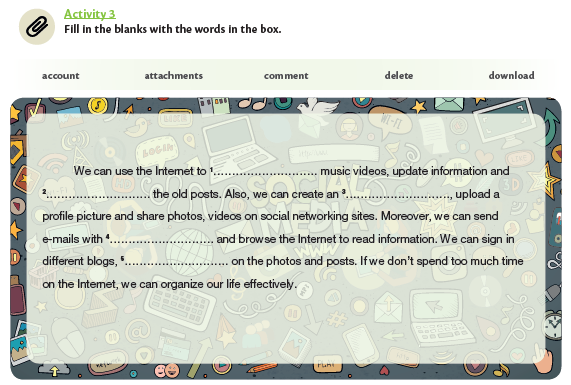 Activity 3
Fill in the blanks with the words in the box.
account attachments comment delete download
We can use the Internet to ¹............................ music videos, update information and
²............................ the old posts. Also, we can create an ³............................, upload a
profile picture and share photos, videos on social networking sites. Moreover, we can send
e-mails with ⁴............................ and browse the Internet to read information. We can sign in
different blogs, ⁵............................ on the photos and posts. If we don't spend too much time
on the Internet, we can organize our life effectively.